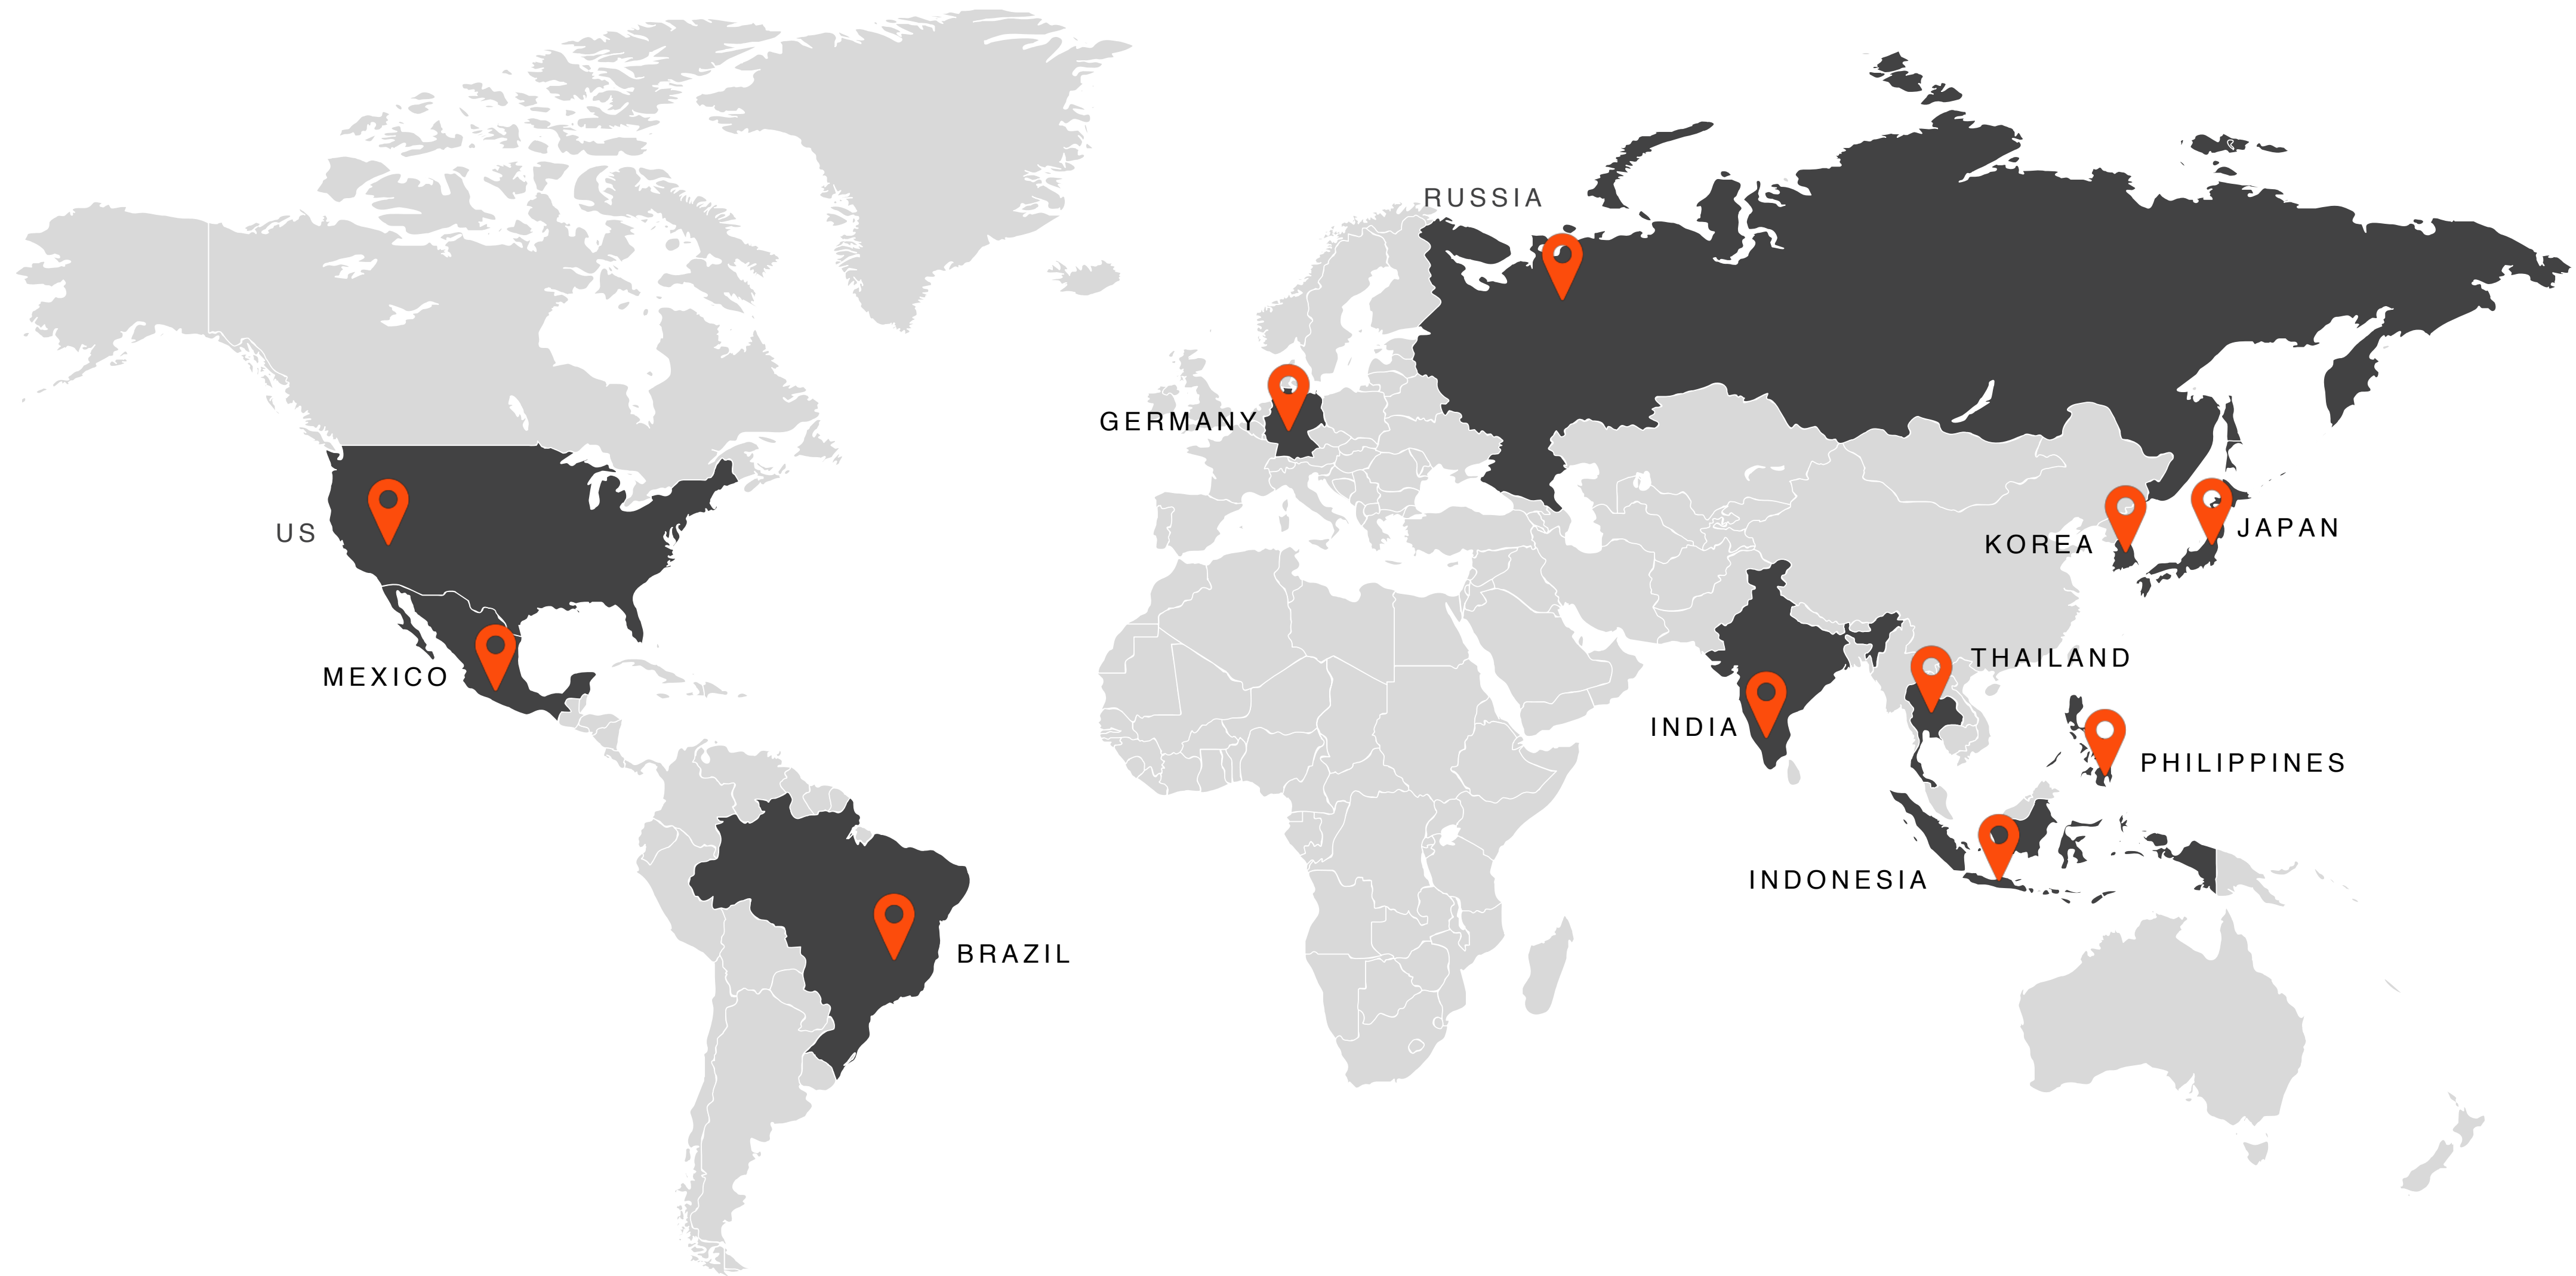 RUSSIA
GERMANY
US
JAPAN
KOREA
THAILAND
MEXICO
INDIA
PHILIPPINES
INDONESIA
BRAZIL